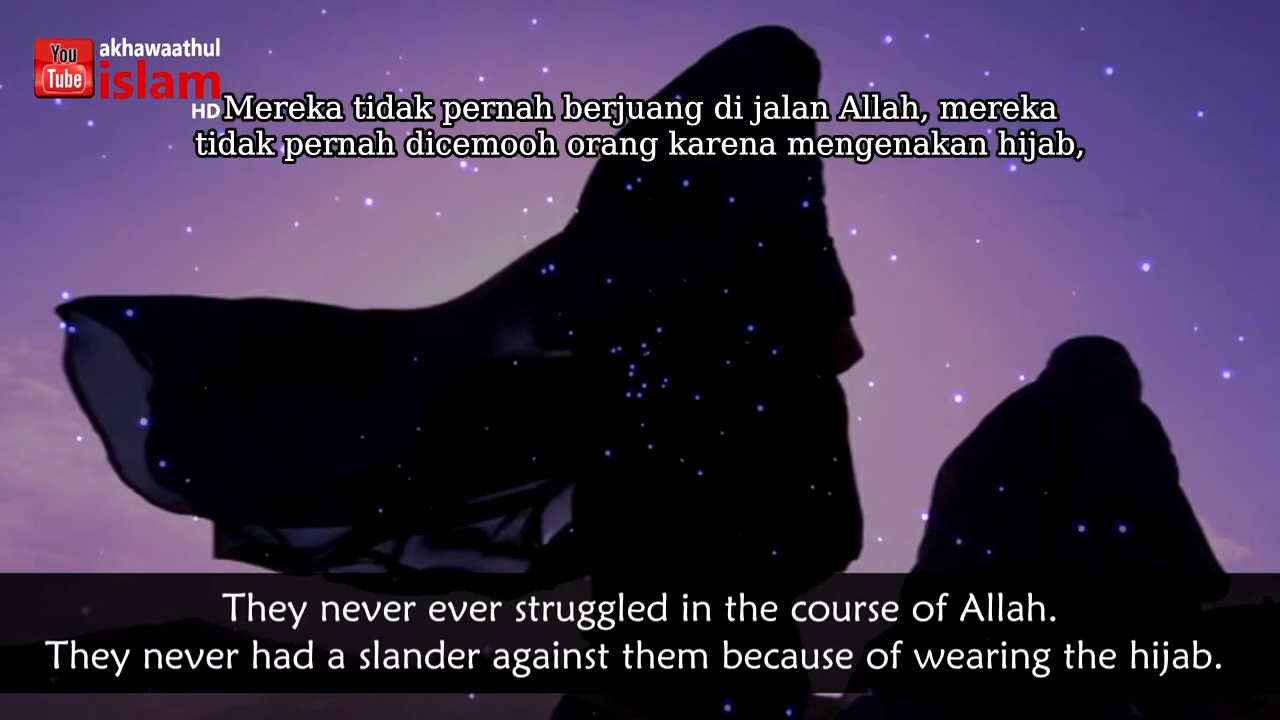 You
Tube
akhawaathul
islam
HD
Mereka tidak pernah berjuang di jalan Allah, mereka
tidak pernah dicemooh orang karena mengenakan hijab,
They never ever struggled in the course of Allah.
They never had a slander against them because of wearing the hijab.